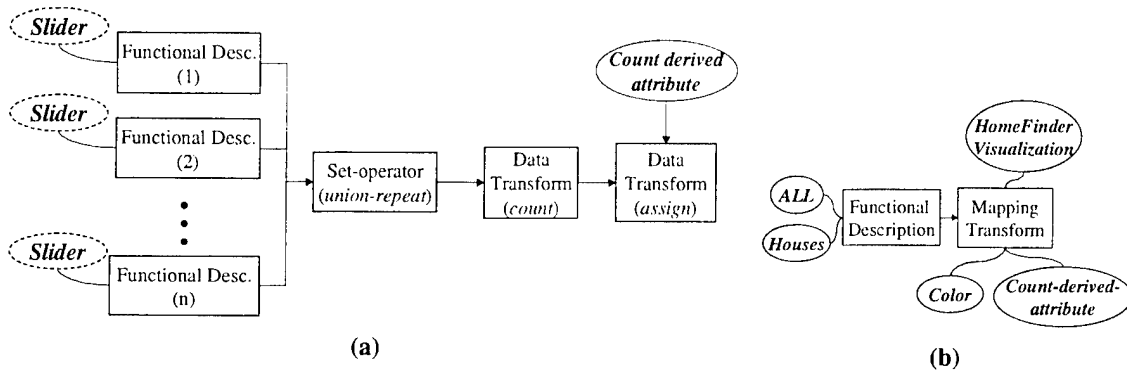 Slider
Functional Desc.
(1)
Slider
Functional Desc.
(2)
Slider
Functional Desc.
(n)
Set-operator
(union-repeat)
Data
Transform
(count)
Count derived
attribute
Data
Transform
(assign)
(a)
ALL
Houses
Functional
Description
HomeFinder
Visualization
Mapping
Transform
Color
Count-derived-
attribute
(b)